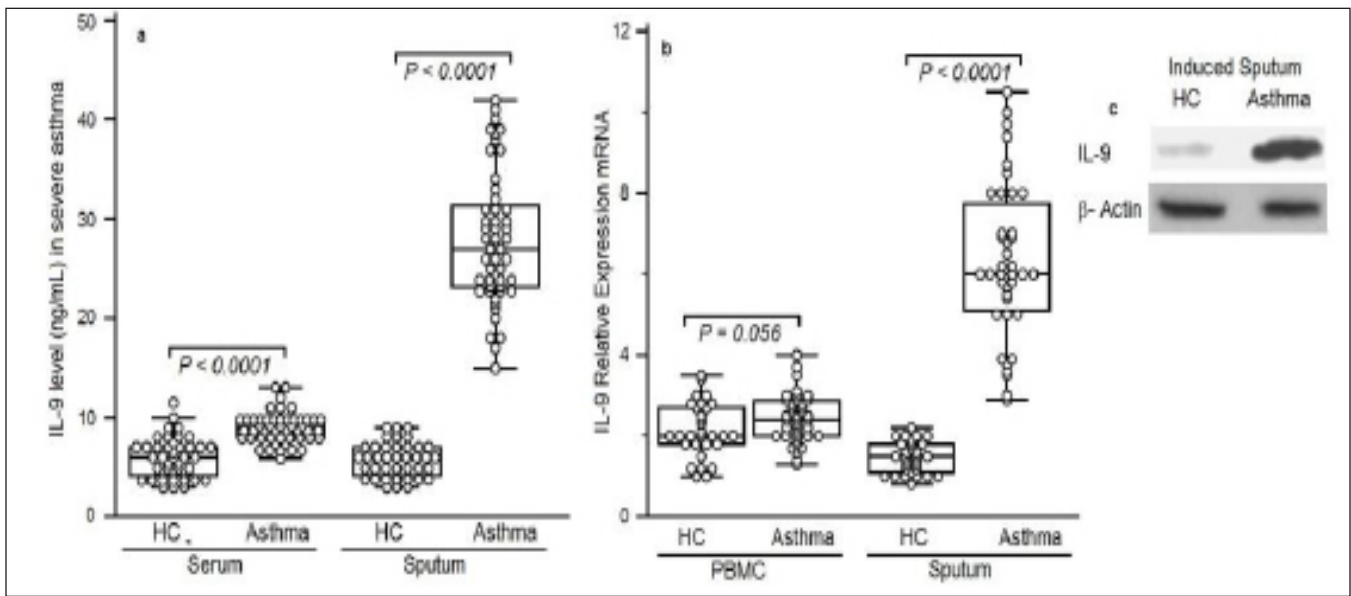 a
IL-9 level (ng/mL) in severe asthma
50
40
30
20
10
0
P < 0.0001
P < 0.0001
HC
Asthma
HC
Asthma
Serum
Sputum
b
IL-9 Relative Expression mRNA
12
8
4
0
P = 0.056
P < 0.0001
HC
Asthma
HC
Asthma
PBMC
Sputum
c
Induced Sputum
HC Asthma
IL-9
β- Actin